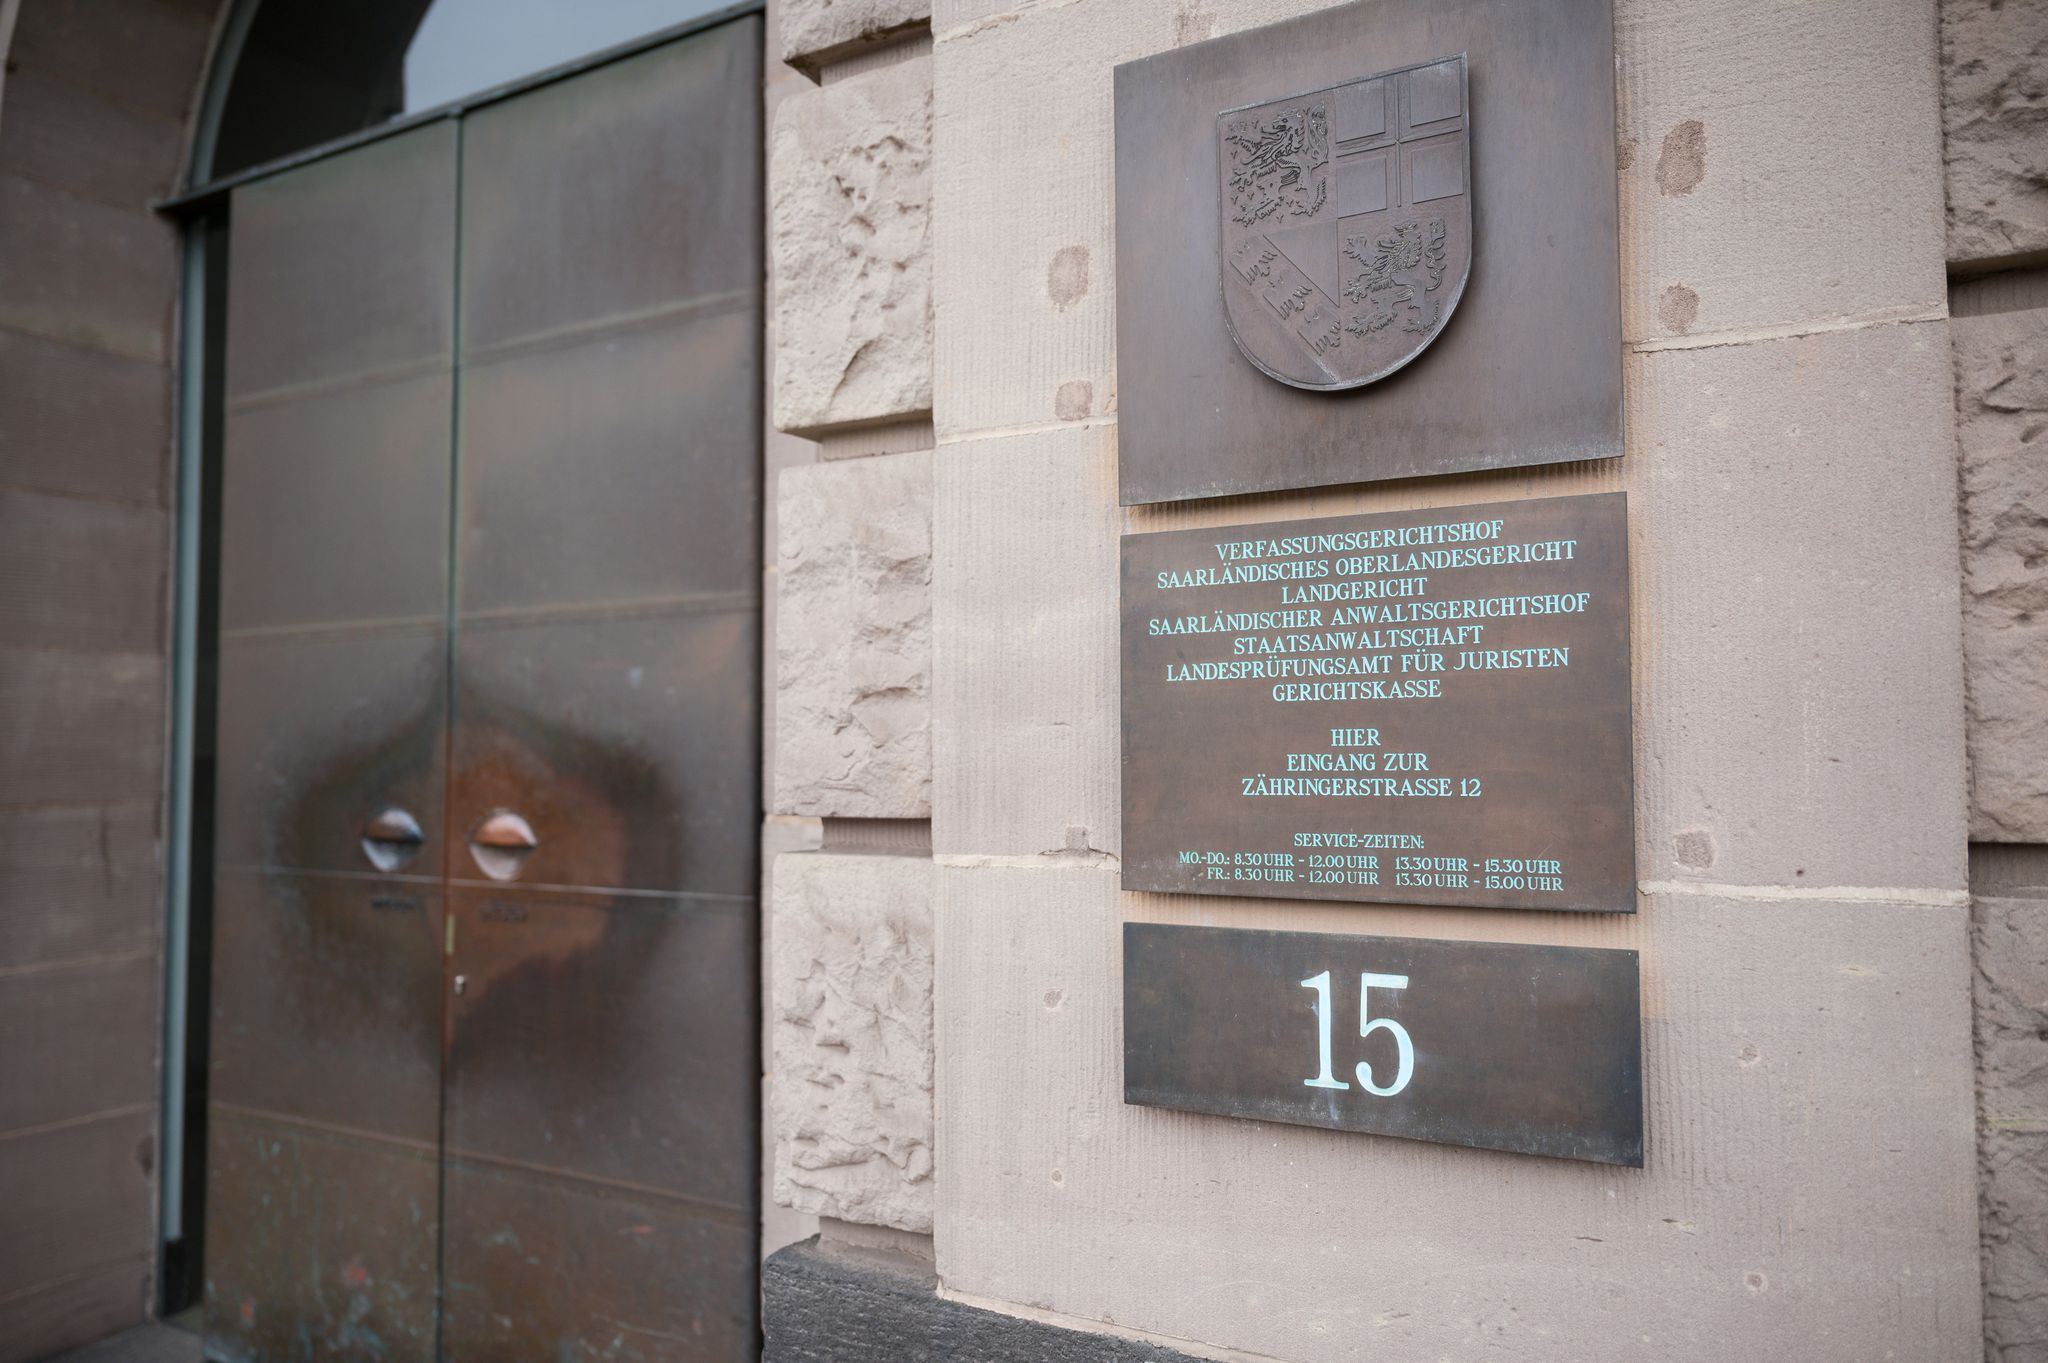 VERFASSUNGSGERICHTSHOF
SAARLÄNDISCHES OBERLANDESGERICHT
LANDGERICHT
SAARLÄNDISCHER ANWALTSGERICHTSHOF
STAATSANWALTSCHAFT
LANDESPRÜFUNGSAMT FÜR JURISTEN
GERICHTSKASSE
HIER
EINGANG ZUR
ZÄHRINGERSTRASSE 12
SERVICE-ZEITEN:
MO.-DO.: 8.30 UHR - 12.00 UHR 13.30 UHR - 15.30 UHR
FR.: 8.30 UHR - 12.00 UHR 13.30 UHR - 15.00 UHR
15